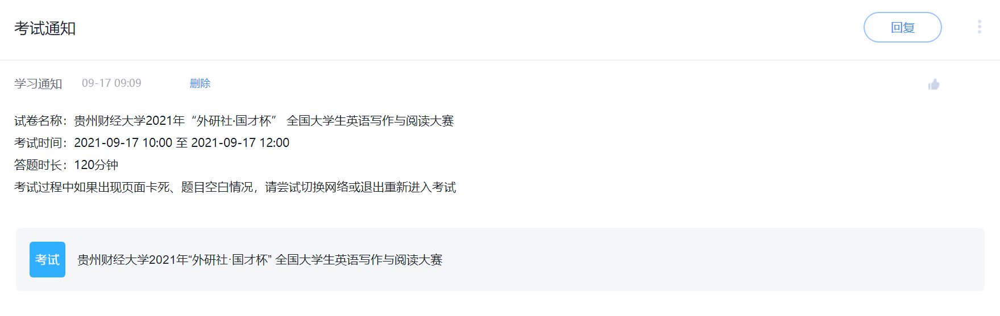 考试通知
回复
学习通知 09-17 09:09 删除
试卷名称：贵州财经大学2021年“外研社·国才杯” 全国大学生英语写作与阅读大赛
考试时间：2021-09-17 10:00 至 2021-09-17 12:00
答题时长：120分钟
考试过程中如果出现页面卡死、题目空白情况，请尝试切换网络或退出重新进入考试
考试 贵州财经大学2021年“外研社·国才杯” 全国大学生英语写作与阅读大赛